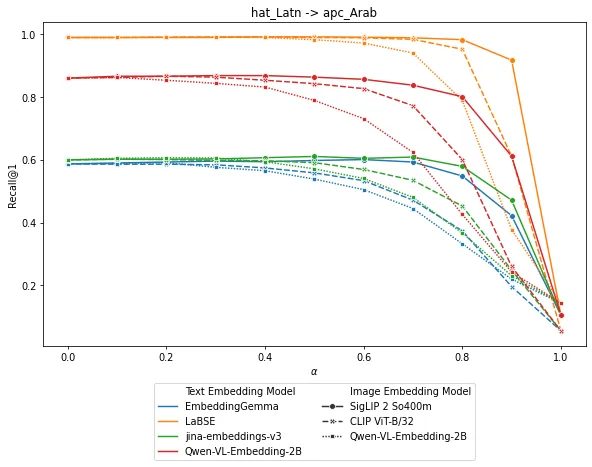 hat_Latn -> apc_Arab
Recall@1
1.0
0.8
0.6
0.4
0.2
0.0 0.2 0.4 0.6 0.8 1.0
α
Text Embedding Model
EmbeddingGemma
LaBSE
jina-embeddings-v3
Qwen-VL-Embedding-2B
Image Embedding Model
SigLIP 2 So400m
CLIP ViT-B/32
Qwen-VL-Embedding-2B